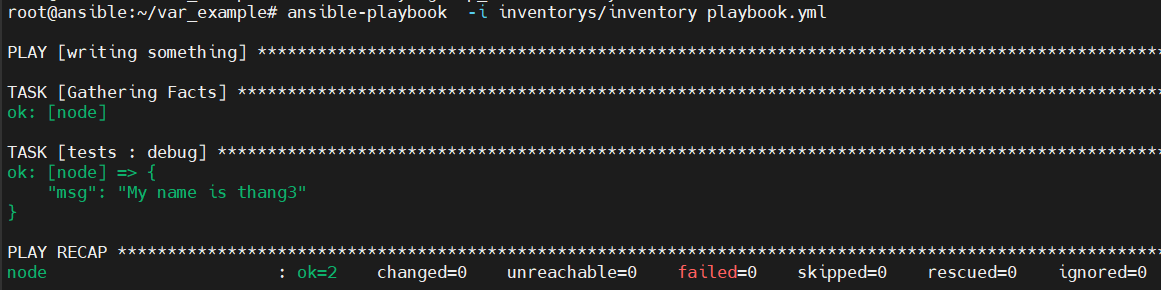 root@ansible:~/var_example# ansible-playbook  -i inventorys/inventory playbook.yml
PLAY [writing something] *******************************************************************************************
TASK [Gathering Facts] *********************************************************************************************
ok: [node]
TASK [tests : debug] ***********************************************************************************************
ok: [node] => {
    "msg": "My name is thang3"
}
PLAY RECAP *********************************************************************************************************
node                       : ok=2    changed=0    unreachable=0    failed=0    skipped=0    rescued=0    ignored=0